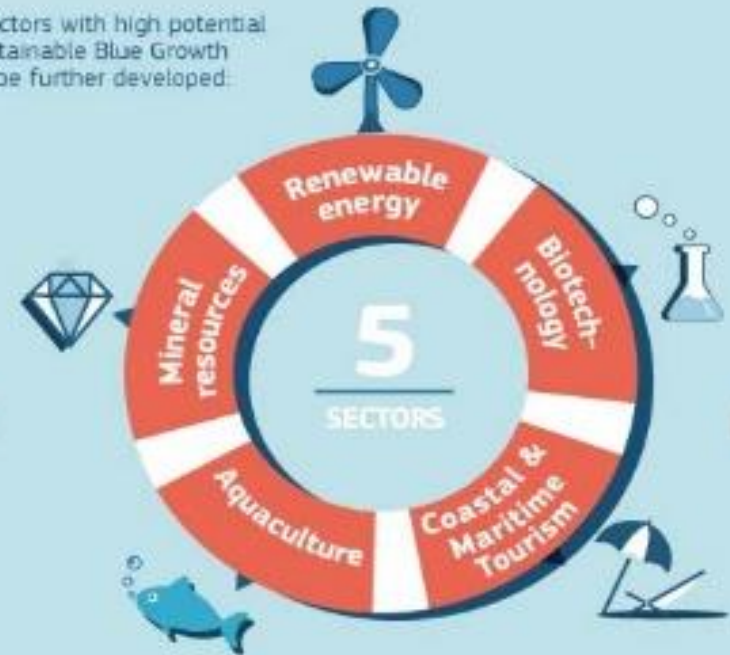 ctors with high potential
tainable Blue Growth
be further developed:
Renewable
energy
Biotech-
nology
Coastal &
Maritime
Tourism
Aquaculture
Mineral
resources
5
SECTORS